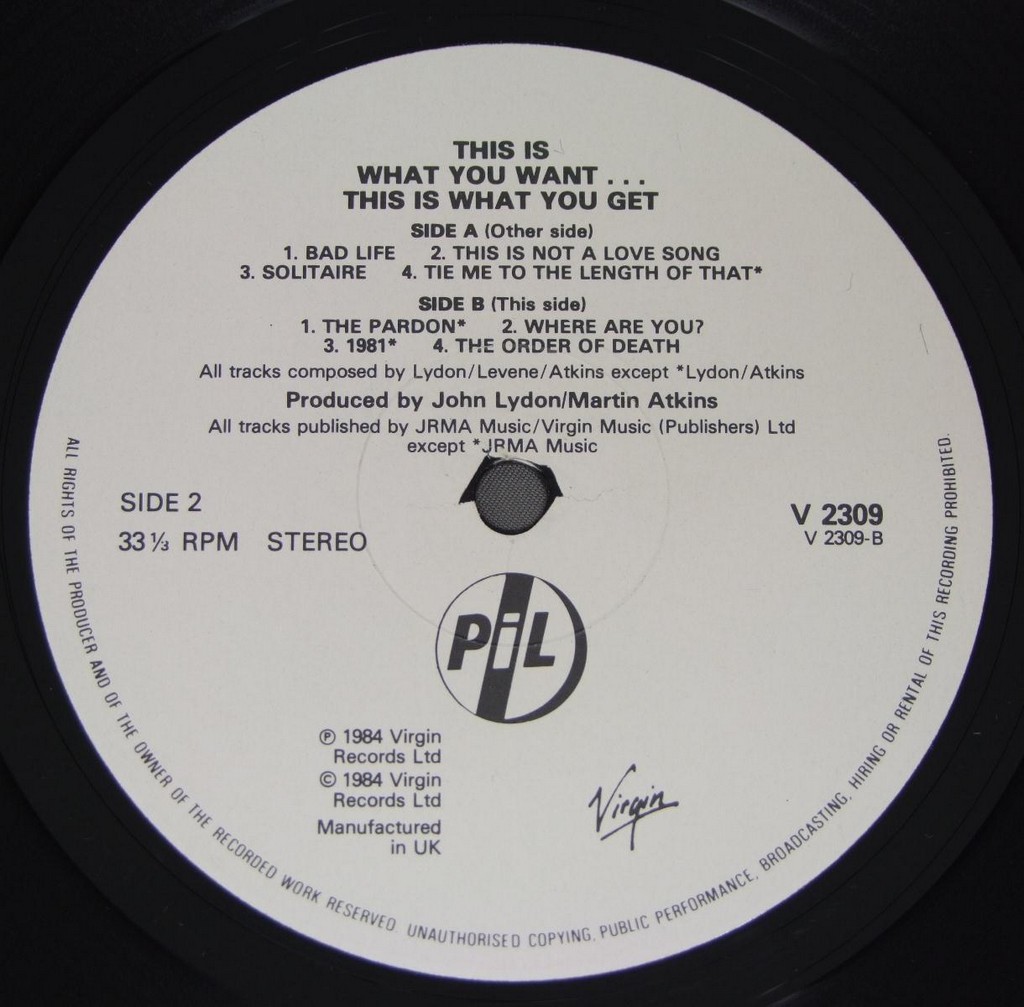 THIS IS
WHAT YOU WANT . . .
THIS IS WHAT YOU GET
SIDE A (Other side)
1. BAD LIFE 2. THIS IS NOT A LOVE SONG
3. SOLITAIRE 4. TIE ME TO THE LENGTH OF THAT*
SIDE B (This side)
1. THE PARDON* 2. WHERE ARE YOU?
3. 1981* 4. THE ORDER OF DEATH
All tracks composed by Lydon/Levene/Atkins except *Lydon/Atkins
Produced by John Lydon/Martin Atkins
All tracks published by JRMA Music/Virgin Music (Publishers) Ltd
except *JRMA Music
SIDE 2
33⅓ RPM STEREO
V 2309
V 2309-B
PiL
℗ 1984 Virgin
Records Ltd
© 1984 Virgin
Records Ltd
Manufactured
in UK
Virgin
ALL RIGHTS OF THE PRODUCER AND OF THE OWNER OF THE RECORDED WORK RESERVED. UNAUTHORISED COPYING, PUBLIC PERFORMANCE, BROADCASTING, HIRING OR RENTAL OF THIS RECORDING PROHIBITED.